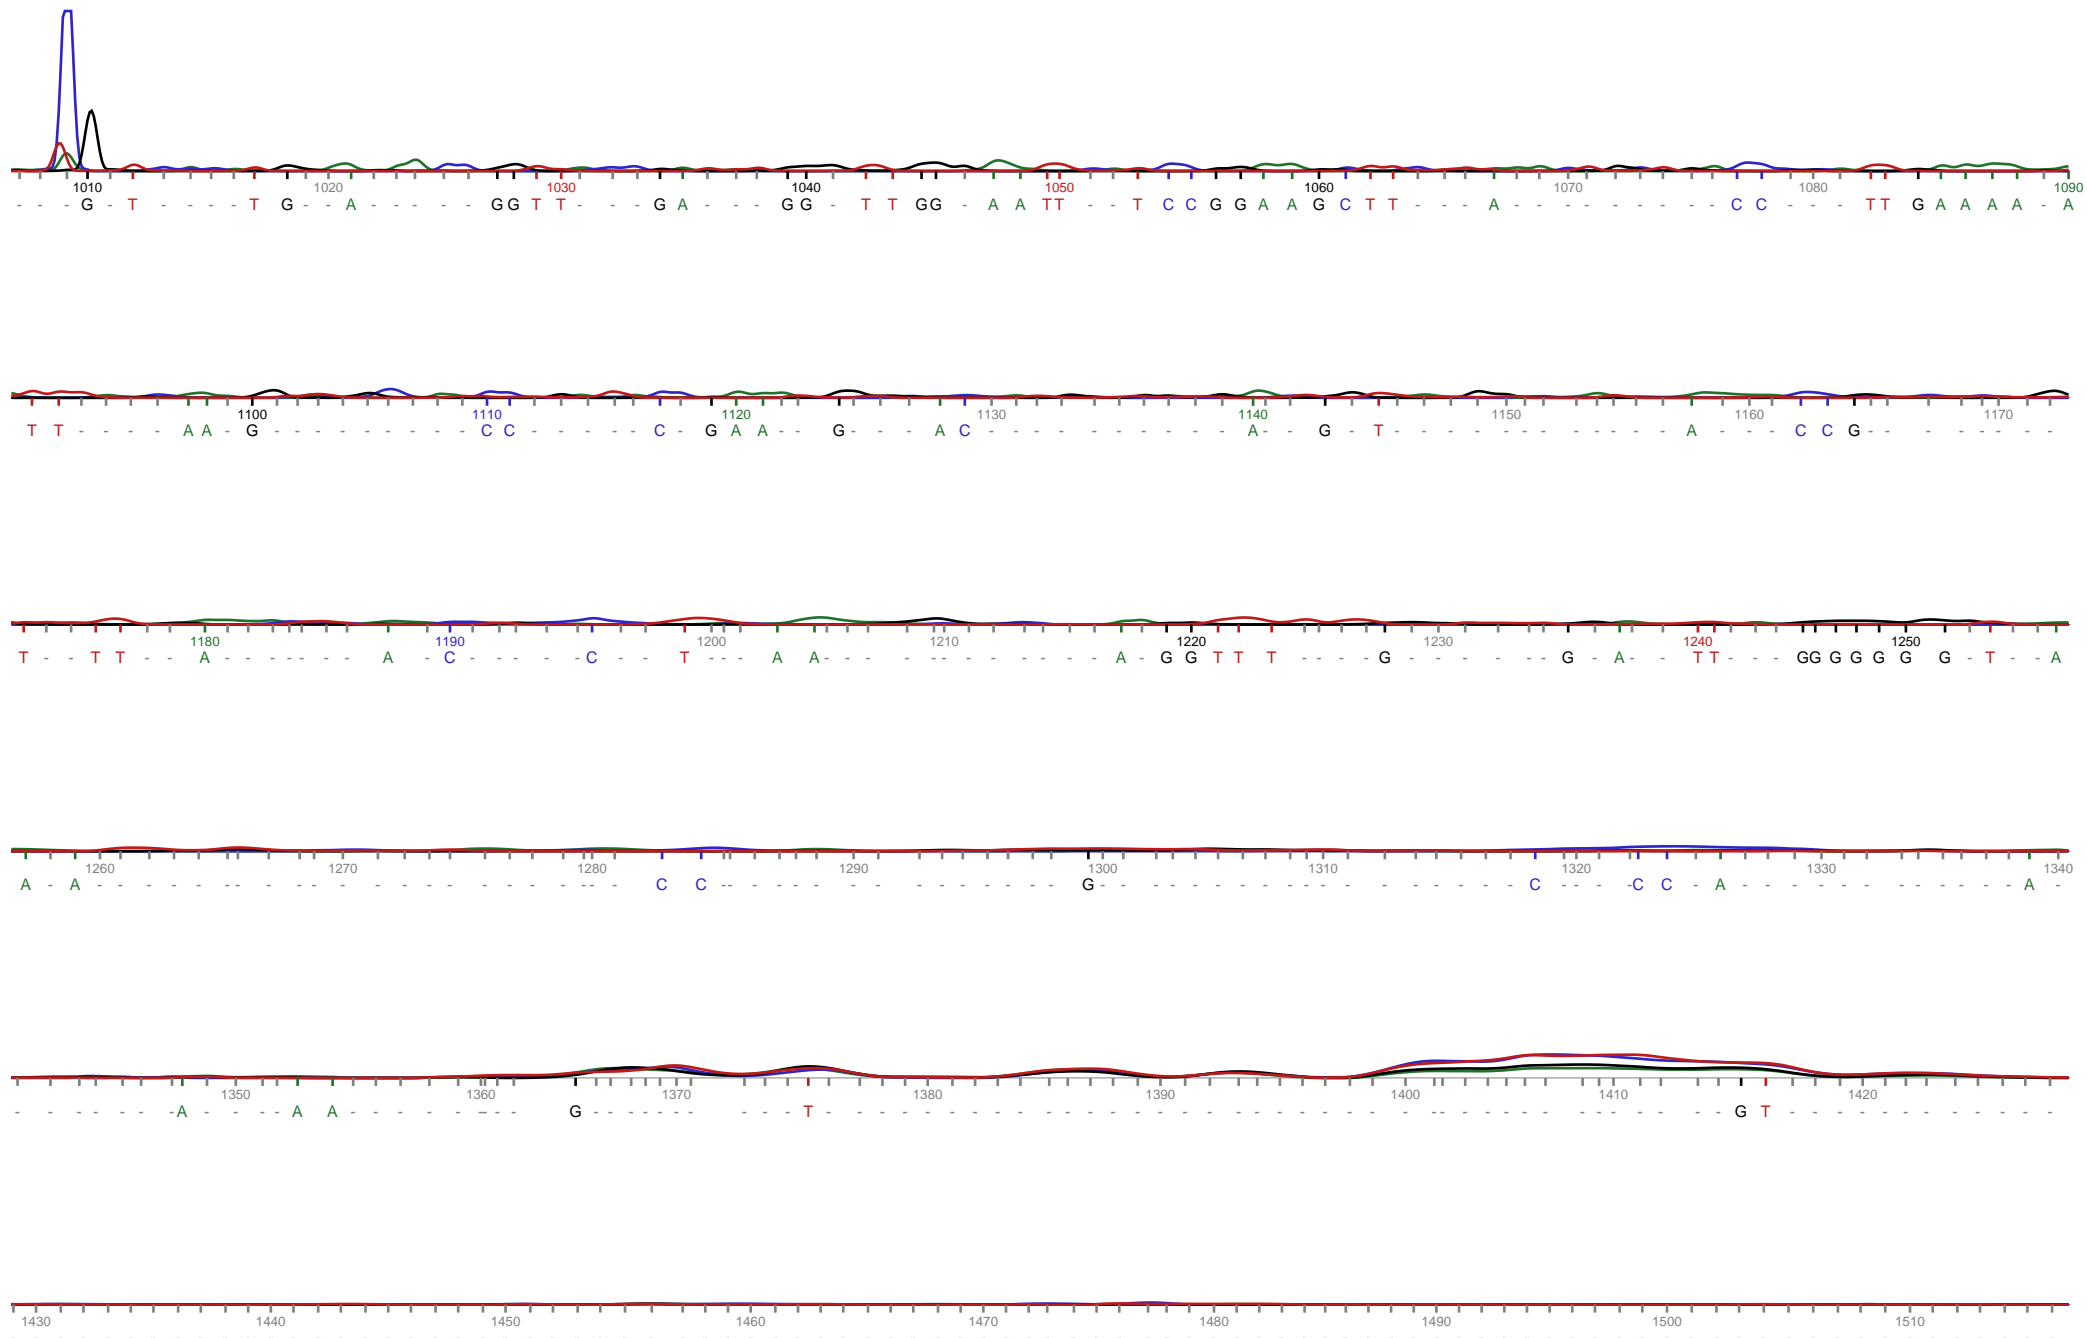 1010 1020 1030 1040 1050 1060 1070 1080 1090
- - - G - T - - - - T G - - A - - - - - G G T T - - - G A - - - G G - - T T G G - A A T T - - T C C G G A A G C T T - - - A - - - - - - - - - C C - - - T T G A A A A - A
1100 1110 1120 1130 1140 1150 1160 1170
T T - - - - A A - G - - - - - - - - - C C - - - - - C - G A A - - G - - - A C - - - - - - - - - - - A - - G - T - - - - - - - - - - - A - - - C C G - - - - - - - -
1180 1190 1200 1210 1220 1230 1240 1250
T - - T T - - A - - - - - - A - C - - - - - C - - T - - - A A - - - - - - - - - - - - A - G G T T T - - - - G - - - - - - G - A - - T T - - - G G G G G G G - T - - A
1260 1270 1280 1290 1300 1310 1320 1330 1340
A - A - - - - - - - - - - - - - - - - - - - - - - - C C - - - - - - - - - - - - - - - - G - - - - - - - - - - - - - - - - - C - - - - C C - A - - - - - - - - - - - - A -
1350 1360 1370 1380 1390 1400 1410 1420
- - - - - - - A - - - - A A - - - - - - - - - - G - - - - - - - - - T - - - - - - - - - - - - - - - - - - - - - - - - - - - - - - - - - - - - - G T - - - - - - - - - - - -
1430 1440 1450 1460 1470 1480 1490 1500 1510